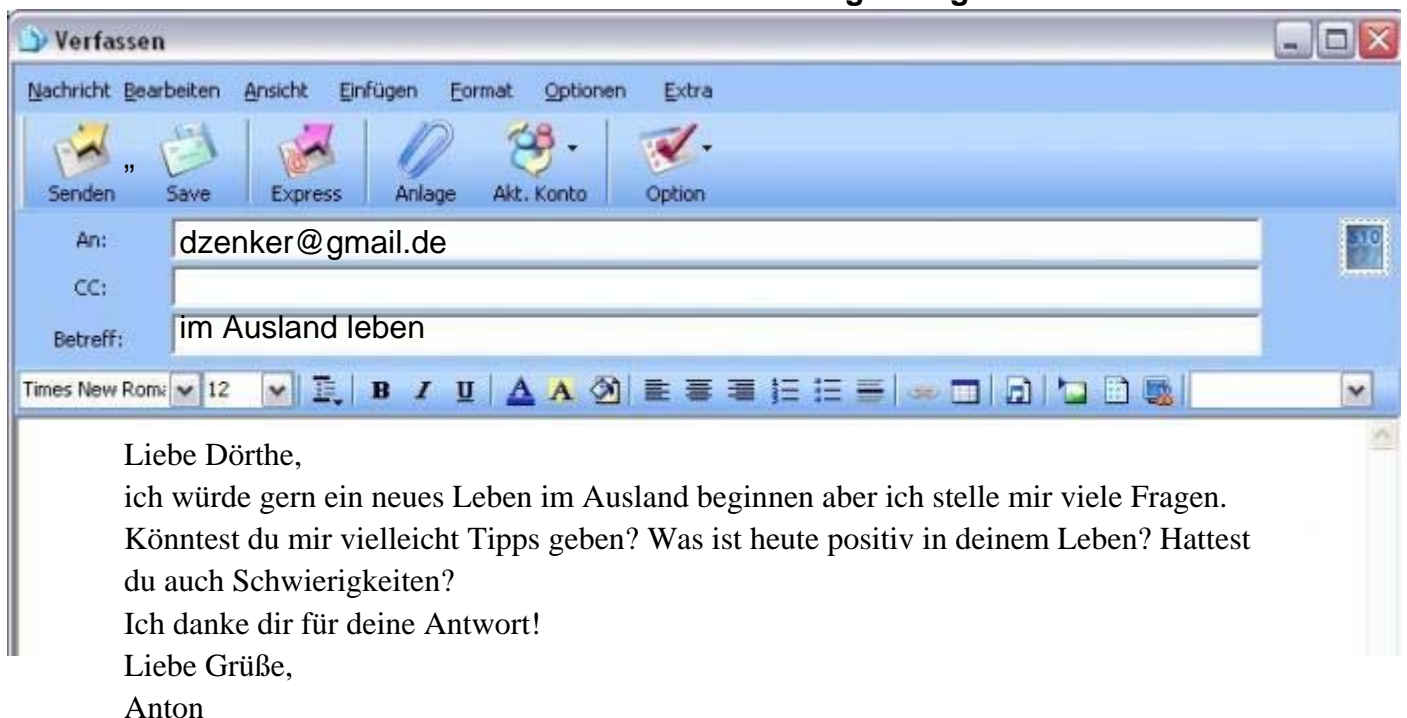 Verfassen
Nachricht Bearbeiten Ansicht Einfügen Format Optionen Extra
„
Senden Save Express Anlage Akt. Konto Option
An: dzenker@gmail.de
CC:
Betreff: im Ausland leben
Times New Roma 12 B I U A A
Liebe Dörthe,
ich würde gern ein neues Leben im Ausland beginnen aber ich stelle mir viele Fragen.
Könntest du mir vielleicht Tipps geben? Was ist heute positiv in deinem Leben? Hattest
du auch Schwierigkeiten?
Ich danke dir für deine Antwort!
Liebe Grüße,
Anton